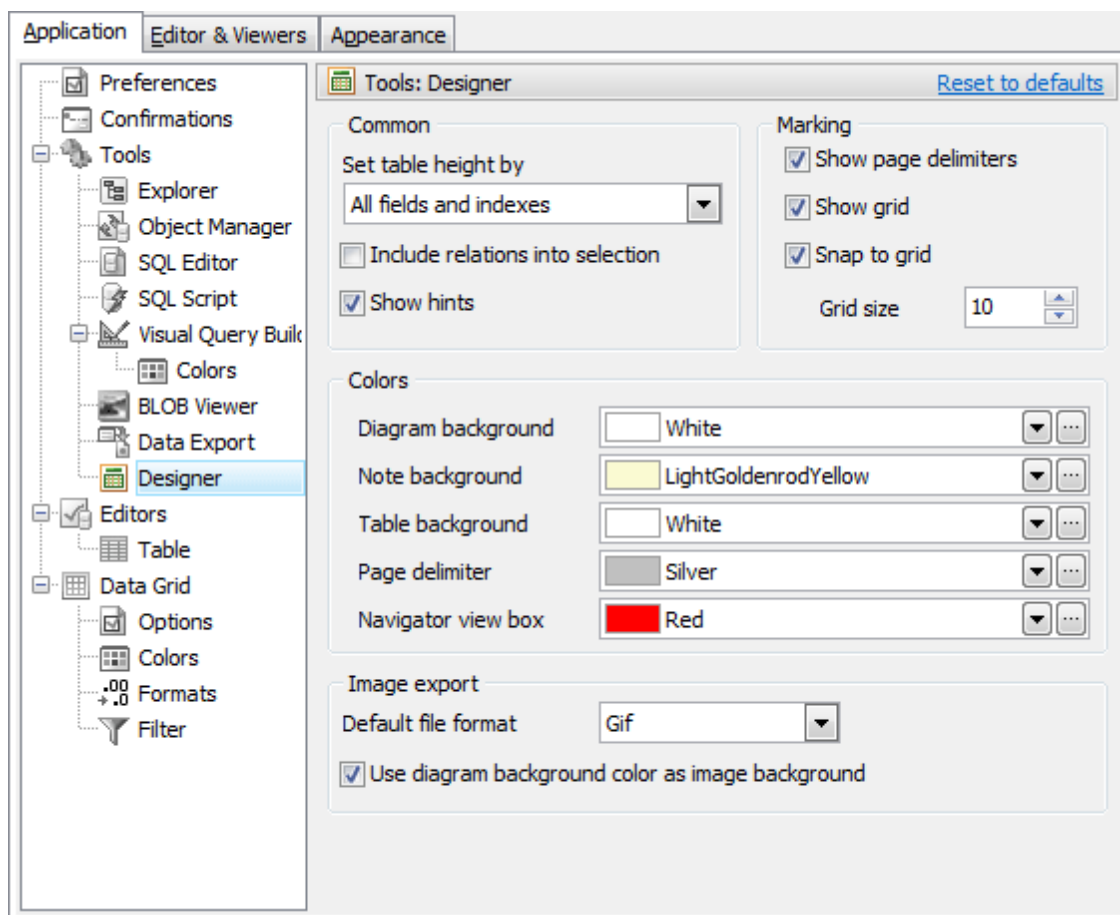 Application
Editor & Viewers
Appearance
Preferences
Confirmations
Tools
Explorer
Object Manager
SQL Editor
SQL Script
Visual Query Builc
Colors
BLOB Viewer
Data Export
Designer
Editors
Table
Data Grid
Options
Colors
Formats
Filter
Tools: Designer
Reset to defaults
Common
Set table height by
All fields and indexes
Include relations into selection
Show hints
Marking
Show page delimiters
Show grid
Snap to grid
Grid size 10
Colors
Diagram background White
Note background LightGoldenrodYellow
Table background White
Page delimiter Silver
Navigator view box Red
Image export
Default file format Gif
Use diagram background color as image background